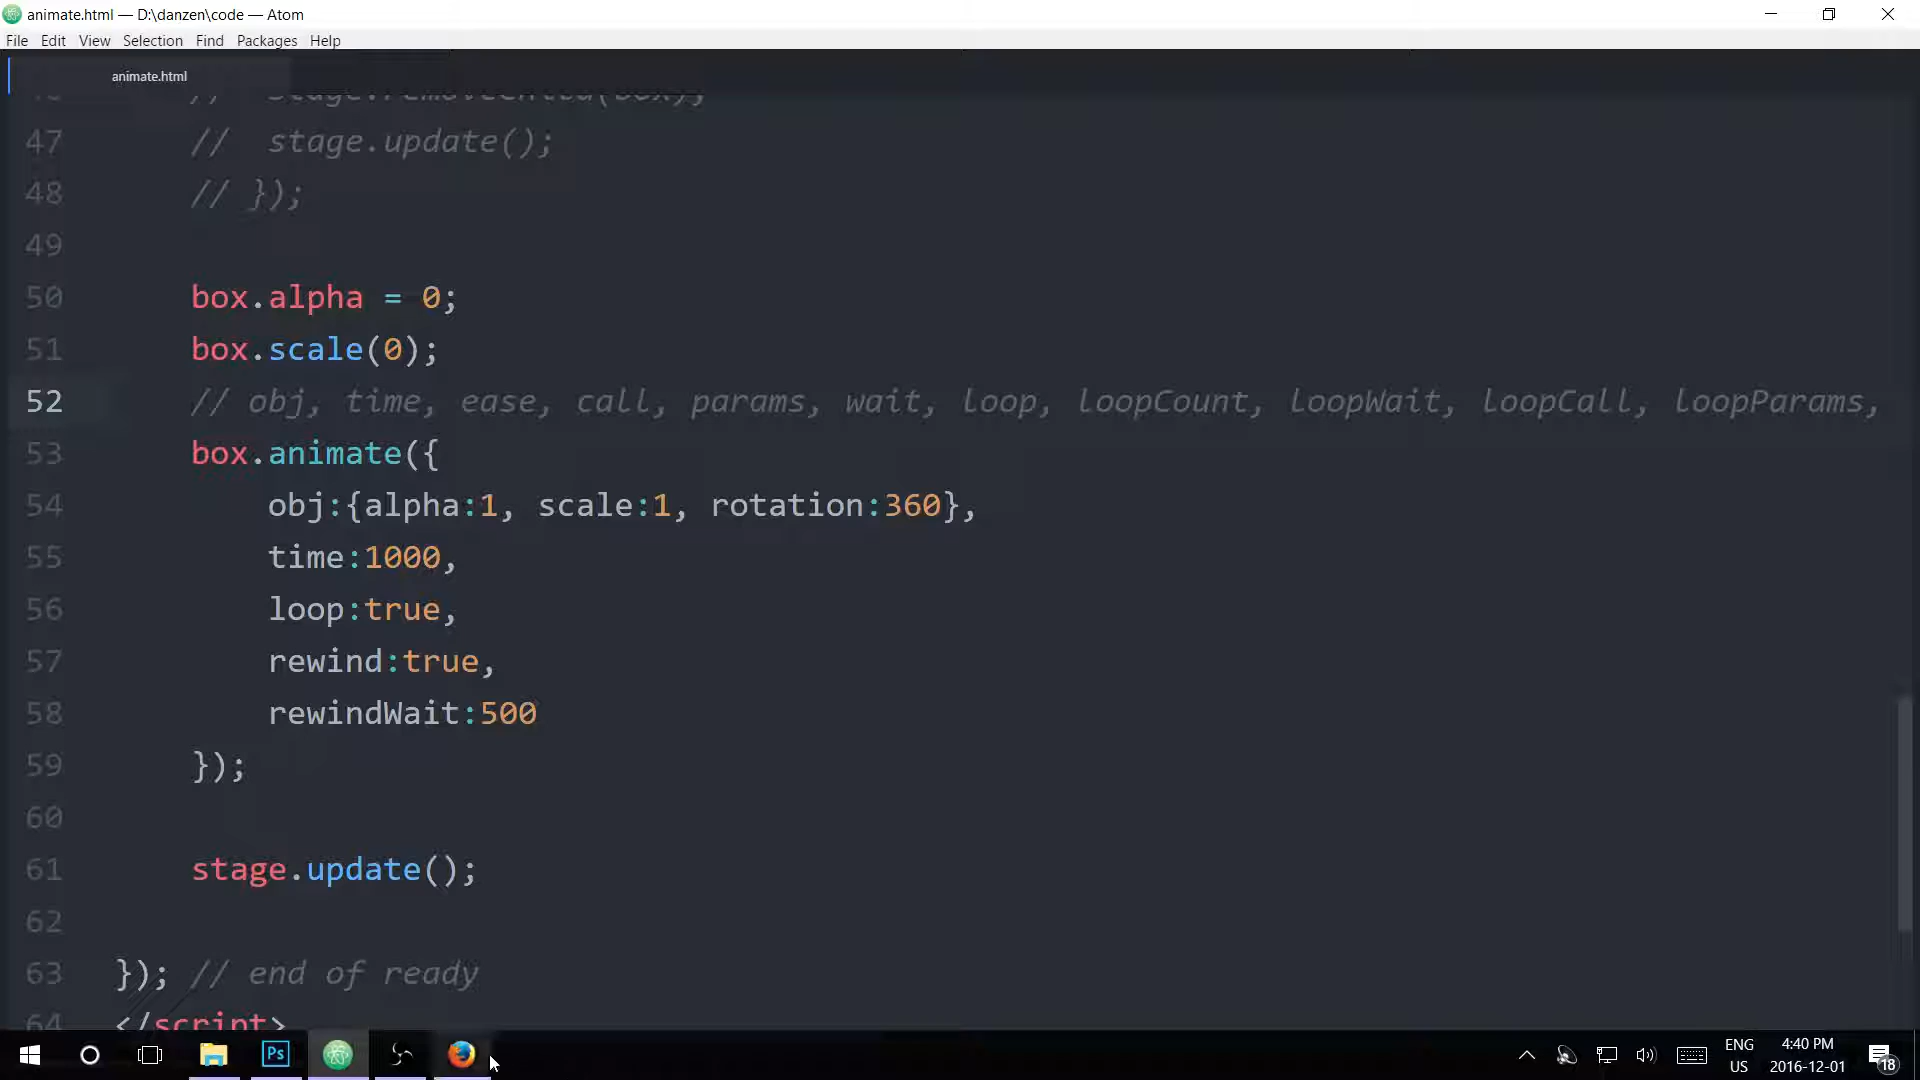 animate.html — D:\danzen\code — Atom
File Edit View Selection Find Packages Help
animate.html
47 // stage.update();
48 // });
49
50 box.alpha = 0;
51 box.scale(0);
52 // obj, time, ease, call, params, wait, loop, loopCount, loopWait, loopCall, loopParams,
53 box.animate({
54 obj:{alpha:1, scale:1, rotation:360},
55 time:1000,
56 loop:true,
57 rewind:true,
58 rewindWait:500
59 });
60
61 stage.update();
62
63 }); // end of ready
64 </script>
Ps
ENG
US
4:40 PM
2016-12-01
18